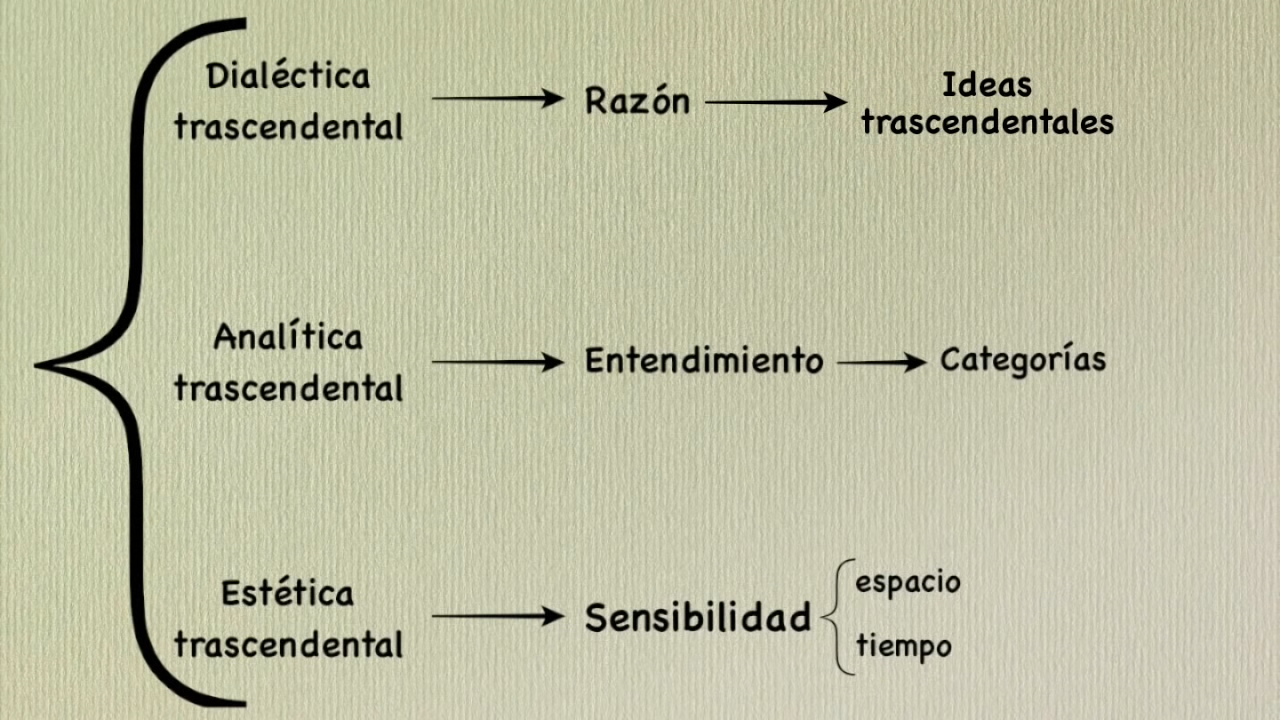 Dialéctica
trascendental
Razón
Ideas
trascendentales
Analítica
trascendental
Entendimiento
Categorías
Estética
trascendental
Sensibilidad
espacio
tiempo